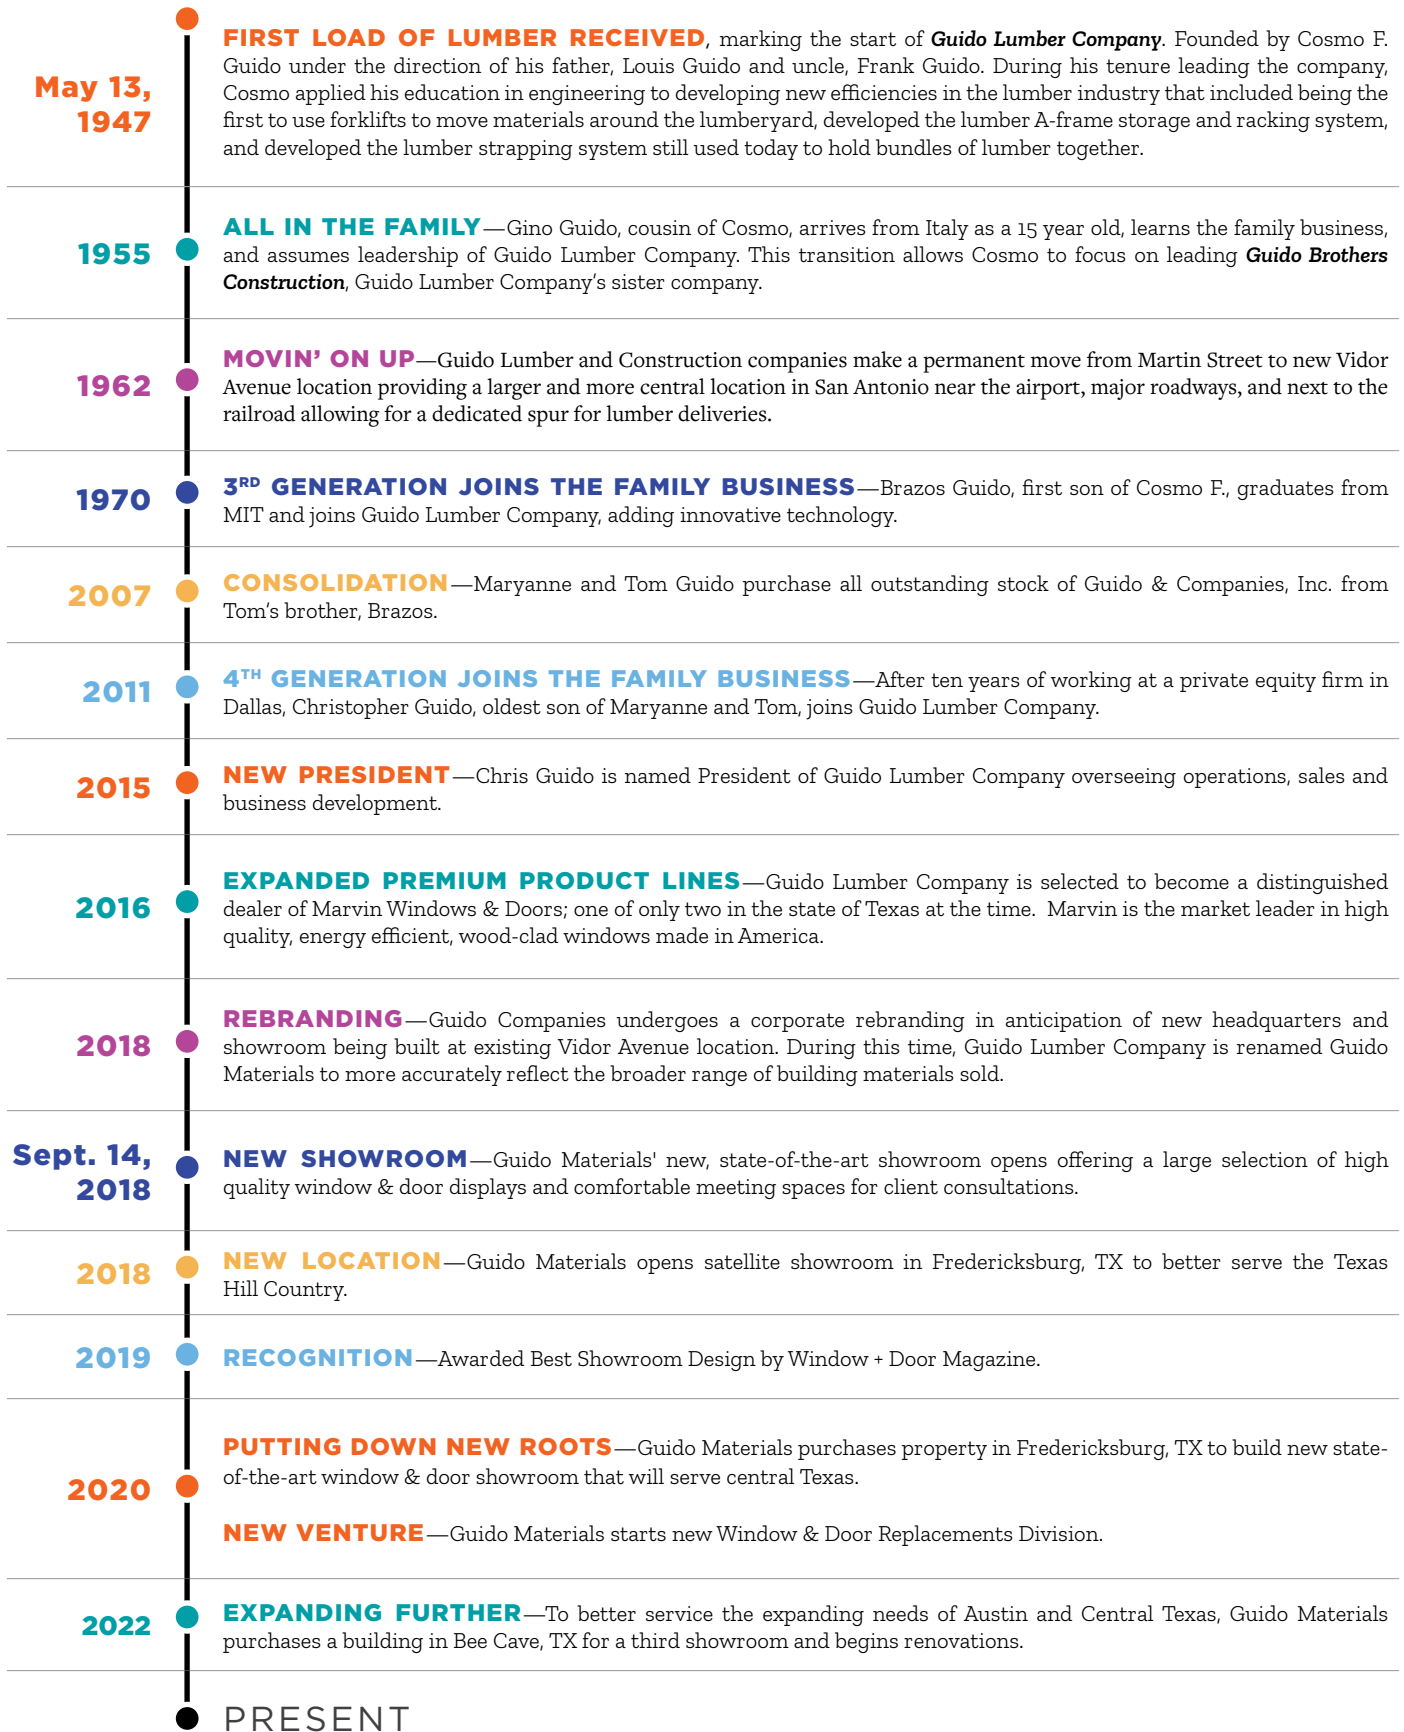 May 13,
1947
FIRST LOAD OF LUMBER RECEIVED, marking the start of Guido Lumber Company. Founded by Cosmo F.
Guido under the direction of his father, Louis Guido and uncle, Frank Guido. During his tenure leading the company,
Cosmo applied his education in engineering to developing new efficiencies in the lumber industry that included being the
first to use forklifts to move materials around the lumberyard, developed the lumber A-frame storage and racking system,
and developed the lumber strapping system still used today to hold bundles of lumber together.
1955
ALL IN THE FAMILY—Gino Guido, cousin of Cosmo, arrives from Italy as a 15 year old, learns the family business,
and assumes leadership of Guido Lumber Company. This transition allows Cosmo to focus on leading Guido Brothers
Construction, Guido Lumber Company's sister company.
1962
MOVIN' ON UP—Guido Lumber and Construction companies make a permanent move from Martin Street to new Vidor
Avenue location providing a larger and more central location in San Antonio near the airport, major roadways, and next to the
railroad allowing for a dedicated spur for lumber deliveries.
1970
3RD GENERATION JOINS THE FAMILY BUSINESS—Brazos Guido, first son of Cosmo F., graduates from
MIT and joins Guido Lumber Company, adding innovative technology.
2007
CONSOLIDATION—Maryanne and Tom Guido purchase all outstanding stock of Guido & Companies, Inc. from
Tom's brother, Brazos.
2011
4TH GENERATION JOINS THE FAMILY BUSINESS—After ten years of working at a private equity firm in
Dallas, Christopher Guido, oldest son of Maryanne and Tom, joins Guido Lumber Company.
2015
NEW PRESIDENT—Chris Guido is named President of Guido Lumber Company overseeing operations, sales and
business development.
2016
EXPANDED PREMIUM PRODUCT LINES—Guido Lumber Company is selected to become a distinguished
dealer of Marvin Windows & Doors; one of only two in the state of Texas at the time. Marvin is the market leader in high
quality, energy efficient, wood-clad windows made in America.
2018
REBRANDING—Guido Companies undergoes a corporate rebranding in anticipation of new headquarters and
showroom being built at existing Vidor Avenue location. During this time, Guido Lumber Company is renamed Guido
Materials to more accurately reflect the broader range of building materials sold.
Sept. 14,
2018
NEW SHOWROOM—Guido Materials' new, state-of-the-art showroom opens offering a large selection of high
quality window & door displays and comfortable meeting spaces for client consultations.
2018
NEW LOCATION—Guido Materials opens satellite showroom in Fredericksburg, TX to better serve the Texas
Hill Country.
2019
RECOGNITION—Awarded Best Showroom Design by Window + Door Magazine.
2020
PUTTING DOWN NEW ROOTS—Guido Materials purchases property in Fredericksburg, TX to build new state-
of-the-art window & door showroom that will serve central Texas.
NEW VENTURE—Guido Materials starts new Window & Door Replacements Division.
2022
EXPANDING FURTHER—To better service the expanding needs of Austin and Central Texas, Guido Materials
purchases a building in Bee Cave, TX for a third showroom and begins renovations.
PRESENT